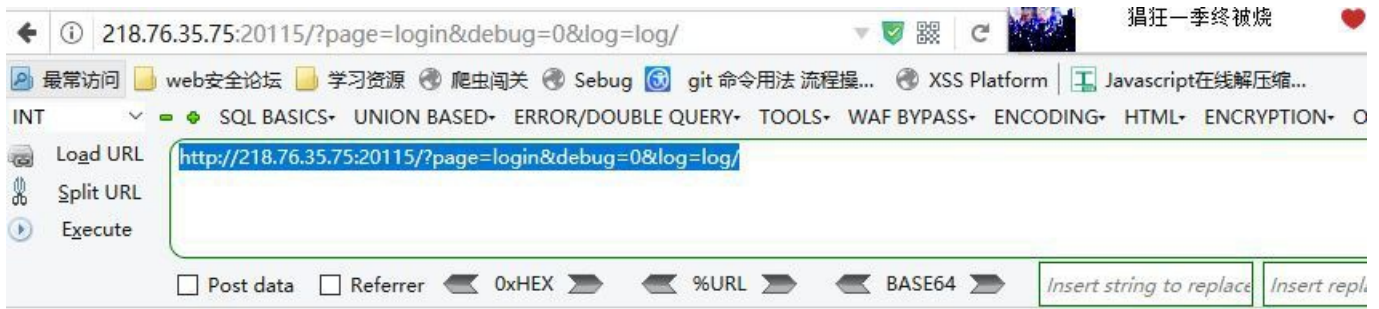 猖狂一季终被烧
218.76.35.75:20115/?page=login&debug=0&log=log/
最常访问 web安全论坛 学习资源 爬虫闯关 Sebug git 命令用法 流程操... XSS Platform Javascript在线解压缩...
INT SQL BASICS- UNION BASED- ERROR/DOUBLE QUERY- TOOLS- WAF BYPASS- ENCODING- HTML- ENCRYPTION-
Load URL http://218.76.35.75:20115/?page=login&debug=0&log=log/
Split URL
Execute
Post data Referrer 0xHEX %URL BASE64 Insert string to replace Insert repla